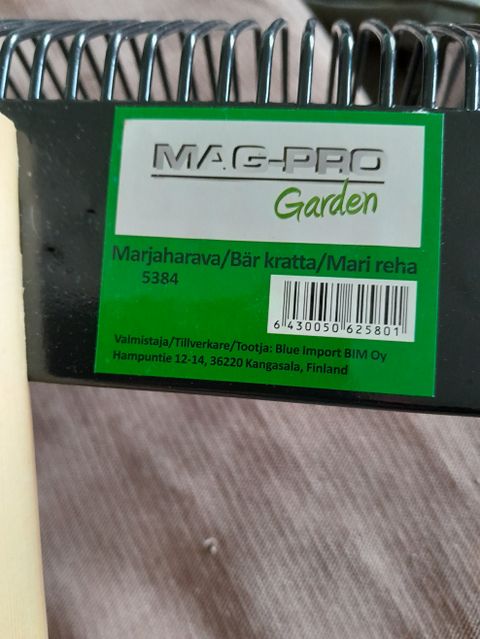 MAG-PRO
Garden
Marjaharava/Bär kratta/Mari reha
5384
6 430050 625801
Valmistaja/Tillverkare/Tootja: Blue Import BIM Oy
Hampuntie 12-14, 36220 Kangasala, Finland